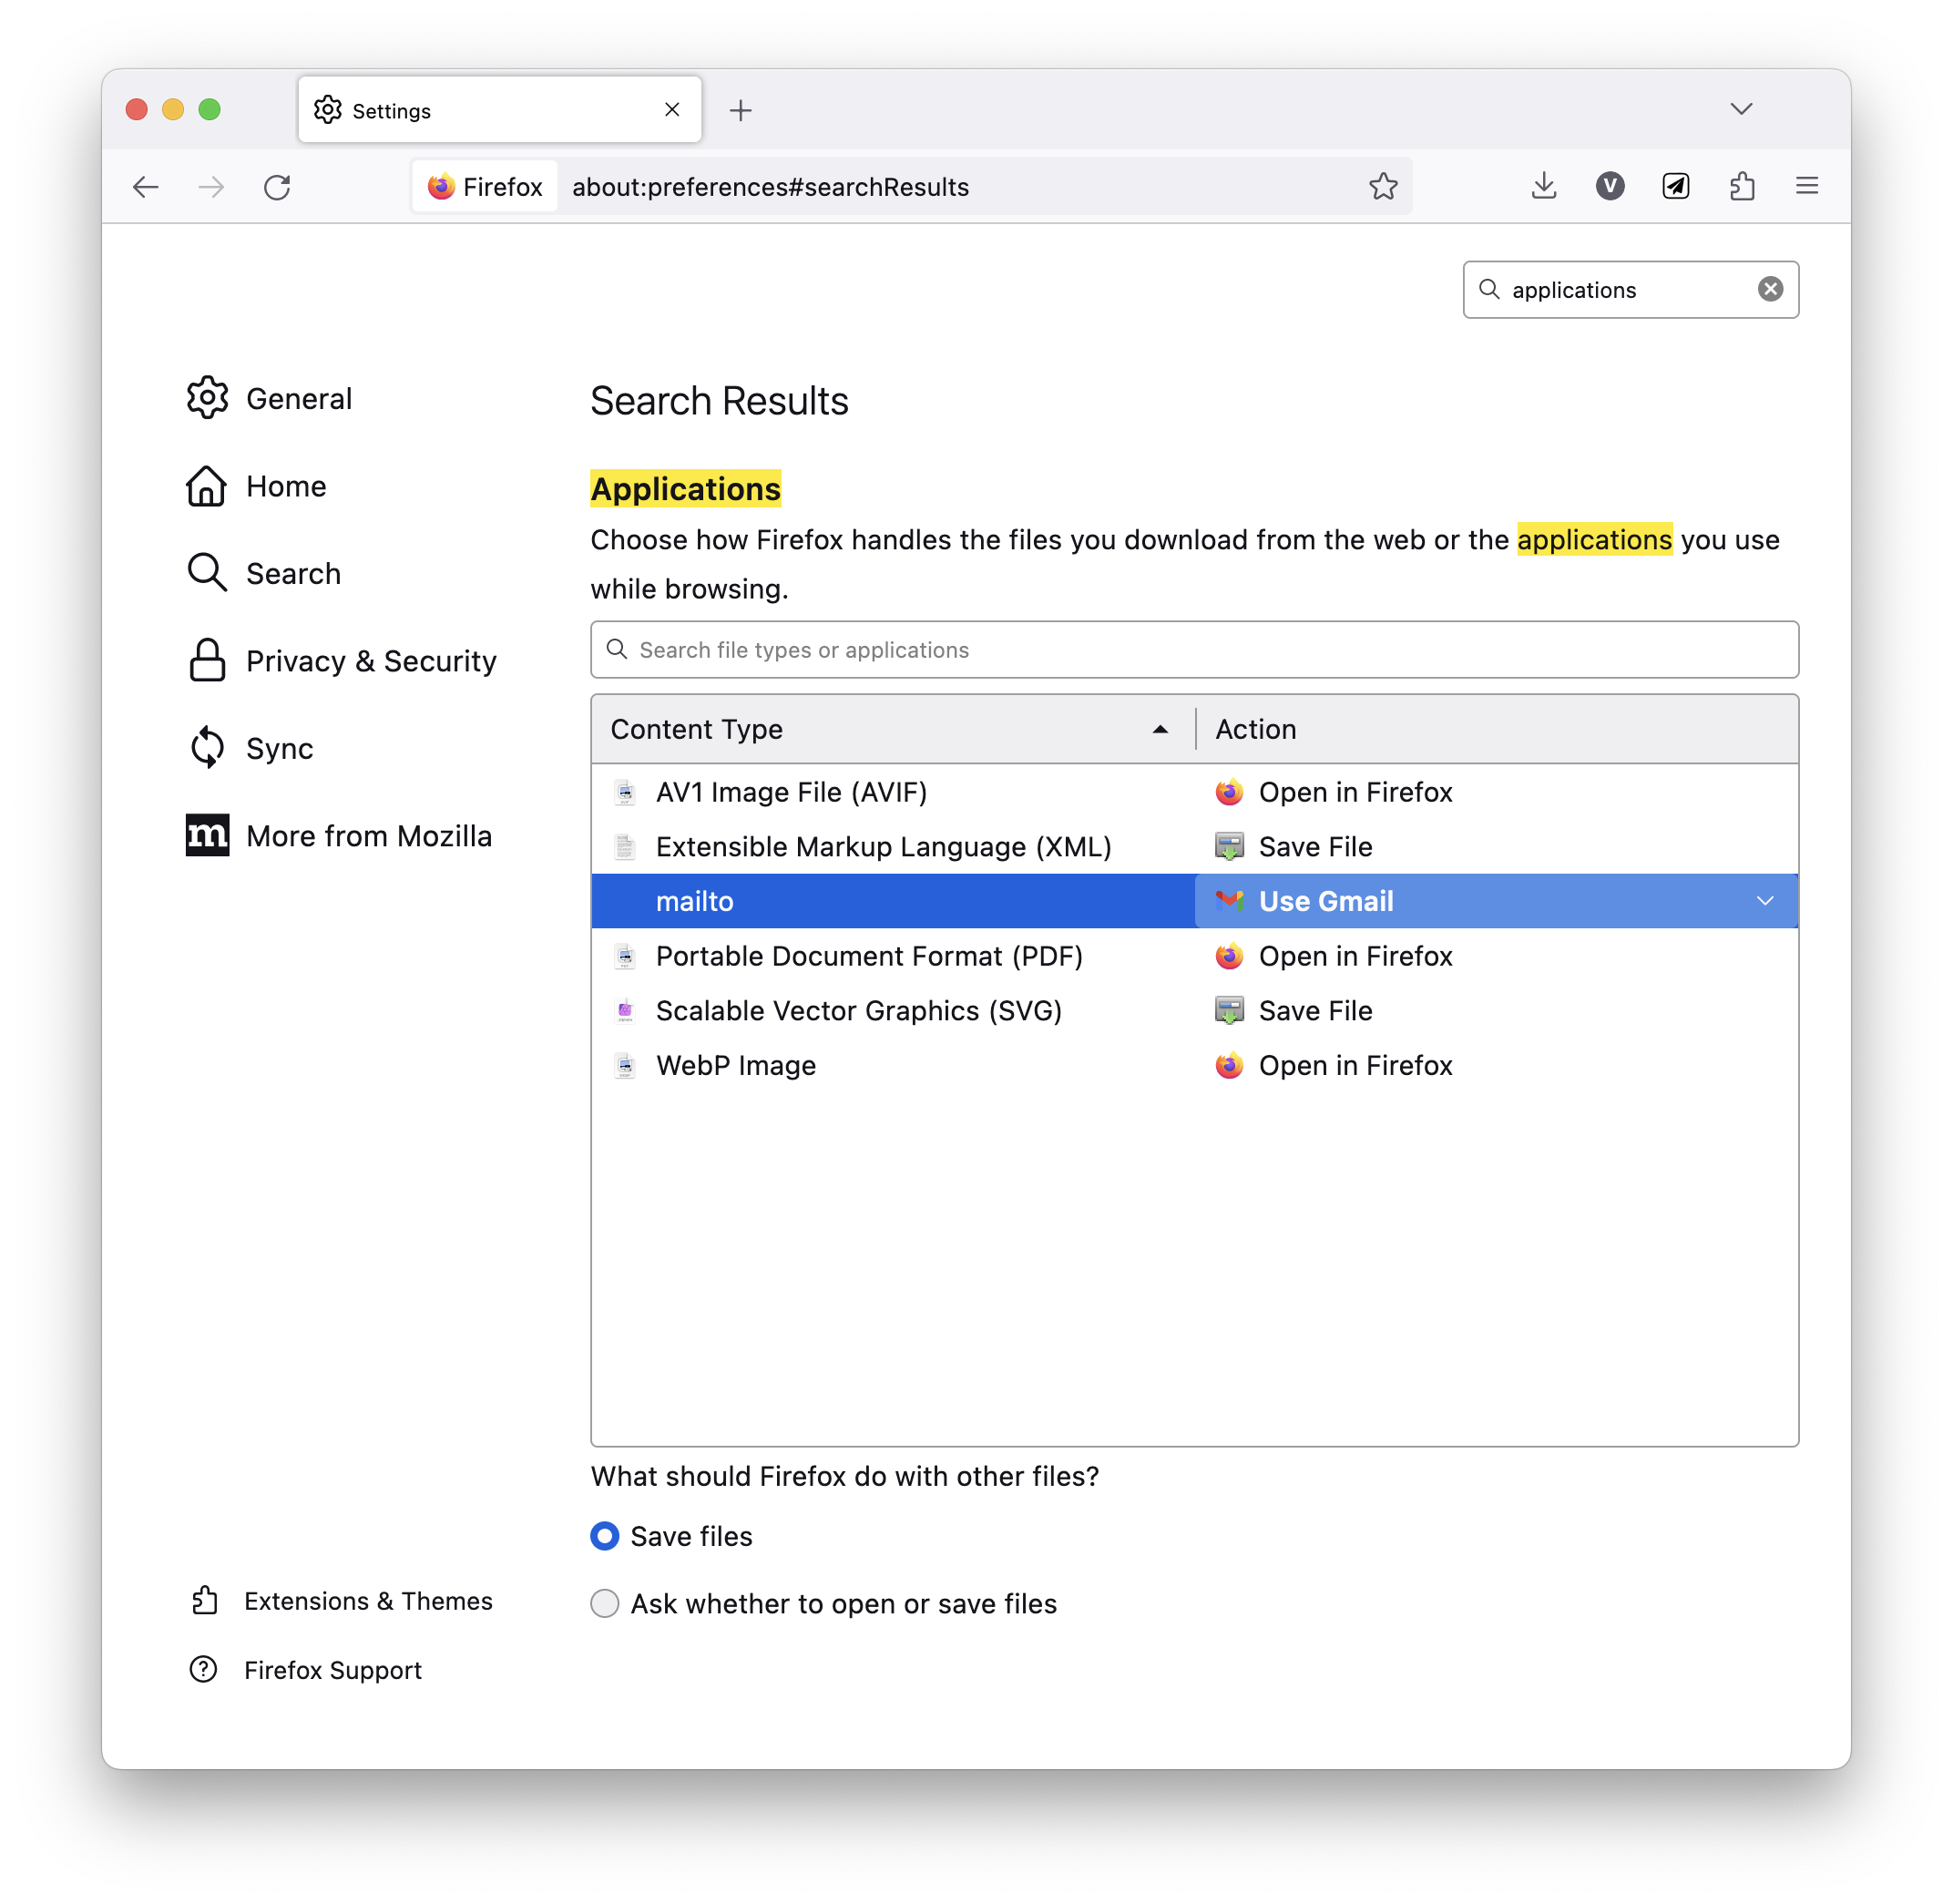 Settings
Firefox
about:preferences#searchResults
V
applications
General
Home
Search
Privacy & Security
Sync
m
More from Mozilla
Search Results
Applications
Choose how Firefox handles the files you download from the web or the applications you use
while browsing.
Search file types or applications
Content Type Action
AV1 Image File (AVIF) Open in Firefox
Extensible Markup Language (XML) Save File
mailto Use Gmail
Portable Document Format (PDF) Open in Firefox
Scalable Vector Graphics (SVG) Save File
WebP Image Open in Firefox
What should Firefox do with other files?
Save files
Ask whether to open or save files
Extensions & Themes
Firefox Support